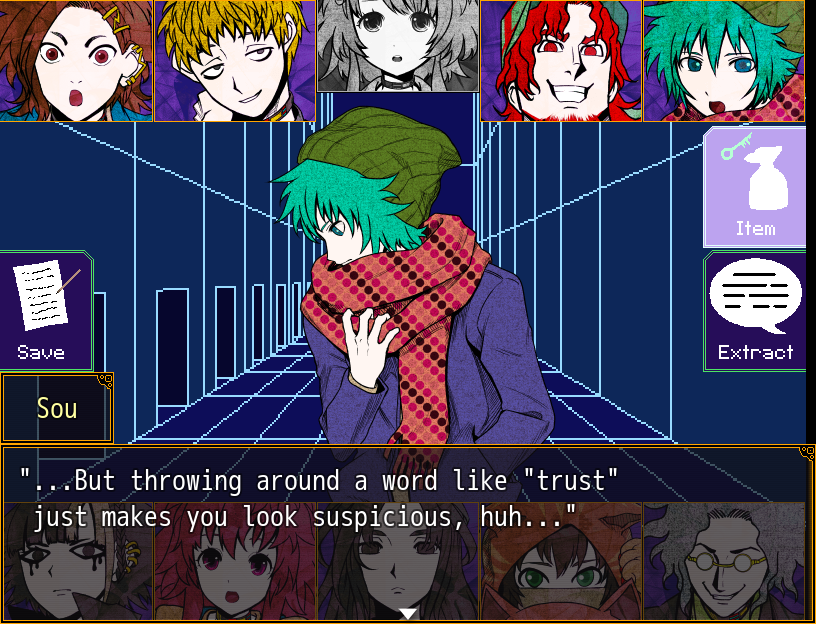 Item
Save
Extract
Sou
"...But throwing around a word like "trust"
just makes you look suspicious, huh..."